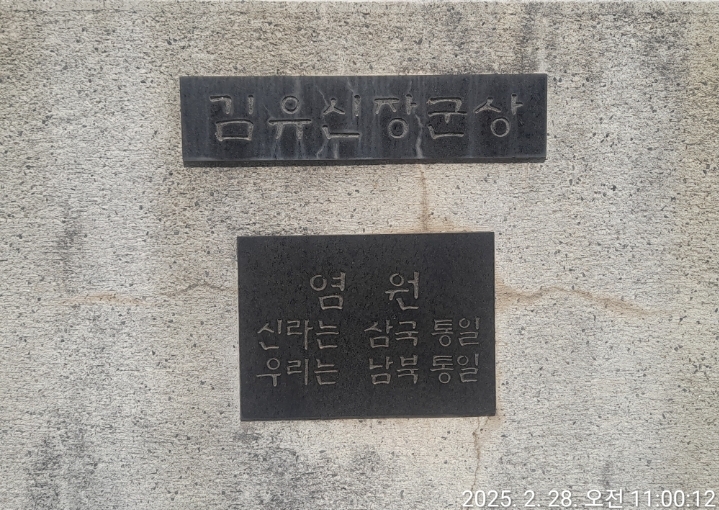 김유신장군상
염 원
신라는 삼국 통일
우리는 남북 통일
2025. 2. 28. 오전 11:00:12